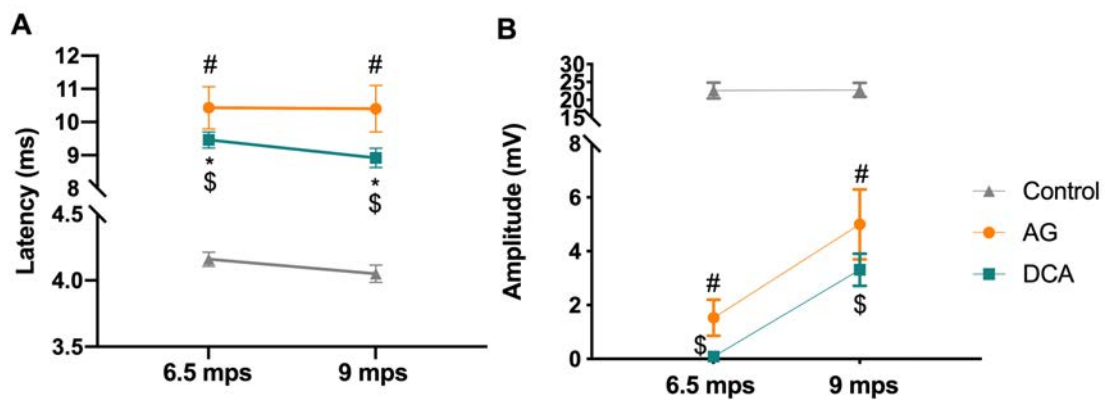 A
Latency (ms)
12
11
10
9
8
4.5
4.0
3.5
# #
*
$
*
$
6.5 mps 9 mps
B
Amplitude (mV)
30
25
20
15
8
6
4
2
0
#
$
#
$
6.5 mps 9 mps
Control
AG
DCA